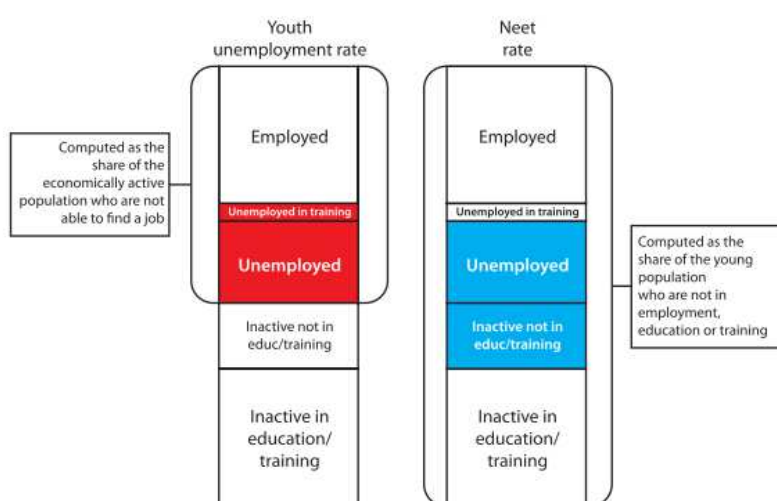 Youth
unemployment rate
Neet
rate
Computed as the
share of the
economically active
population who are not
able to find a job
Employed
Unemployed in training
Unemployed
Inactive not in
educ/training
Inactive in
education/
training
Employed
Unemployed in training
Unemployed
Inactive not in
educ/training
Inactive in
education/
training
Computed as the
share of the young
population
who are not in
employment,
education or training